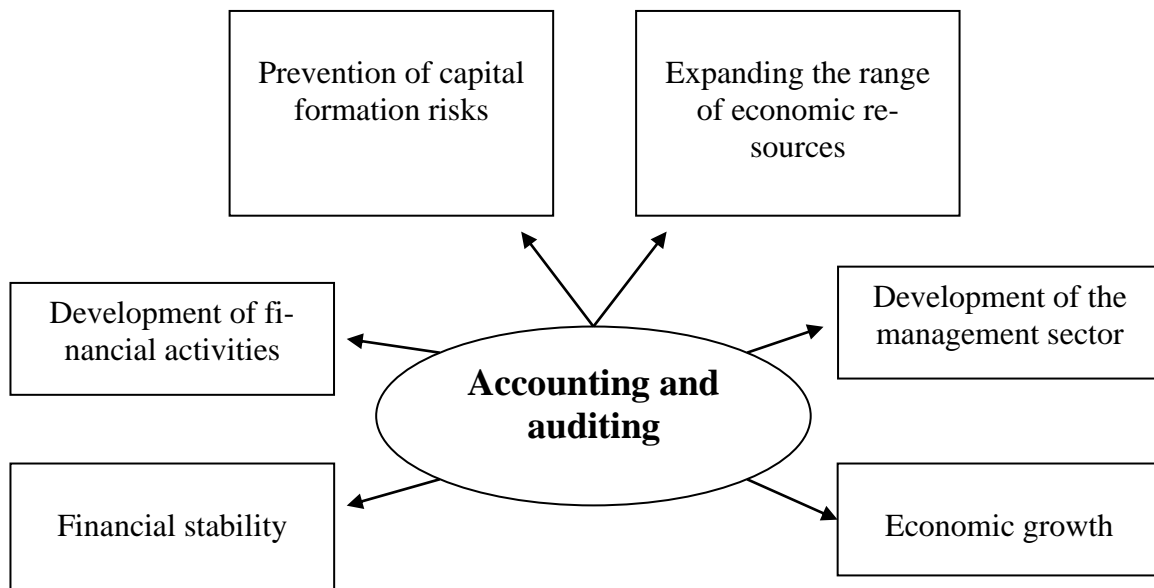 Prevention of capital
formation risks
Expanding the range
of economic re-
sources
Development of fi-
nancial activities
Development of the
management sector
Accounting and
auditing
Financial stability
Economic growth